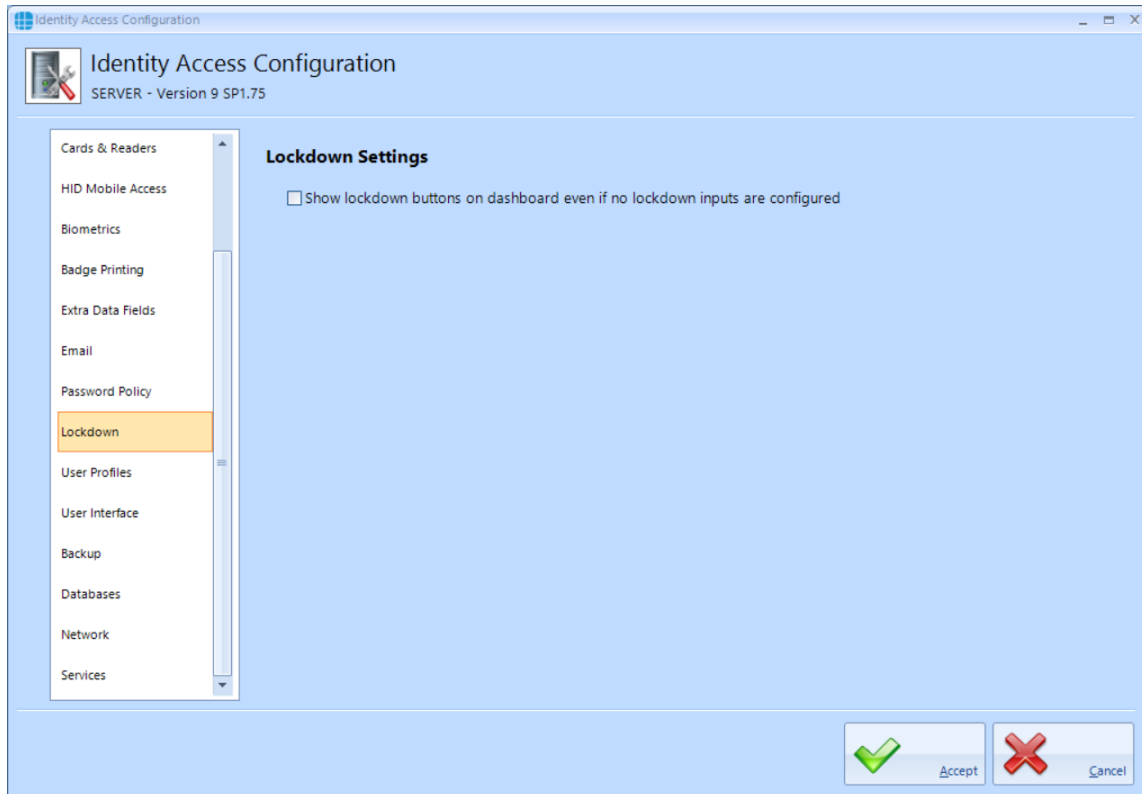 Identity Access Configuration
Identity Access Configuration
SERVER - Version 9 SP1.75
Cards & Readers
HID Mobile Access
Biometrics
Badge Printing
Extra Data Fields
Email
Password Policy
Lockdown
User Profiles
User Interface
Backup
Databases
Network
Services
Lockdown Settings
Show lockdown buttons on dashboard even if no lockdown inputs are configured
Accept
Cancel